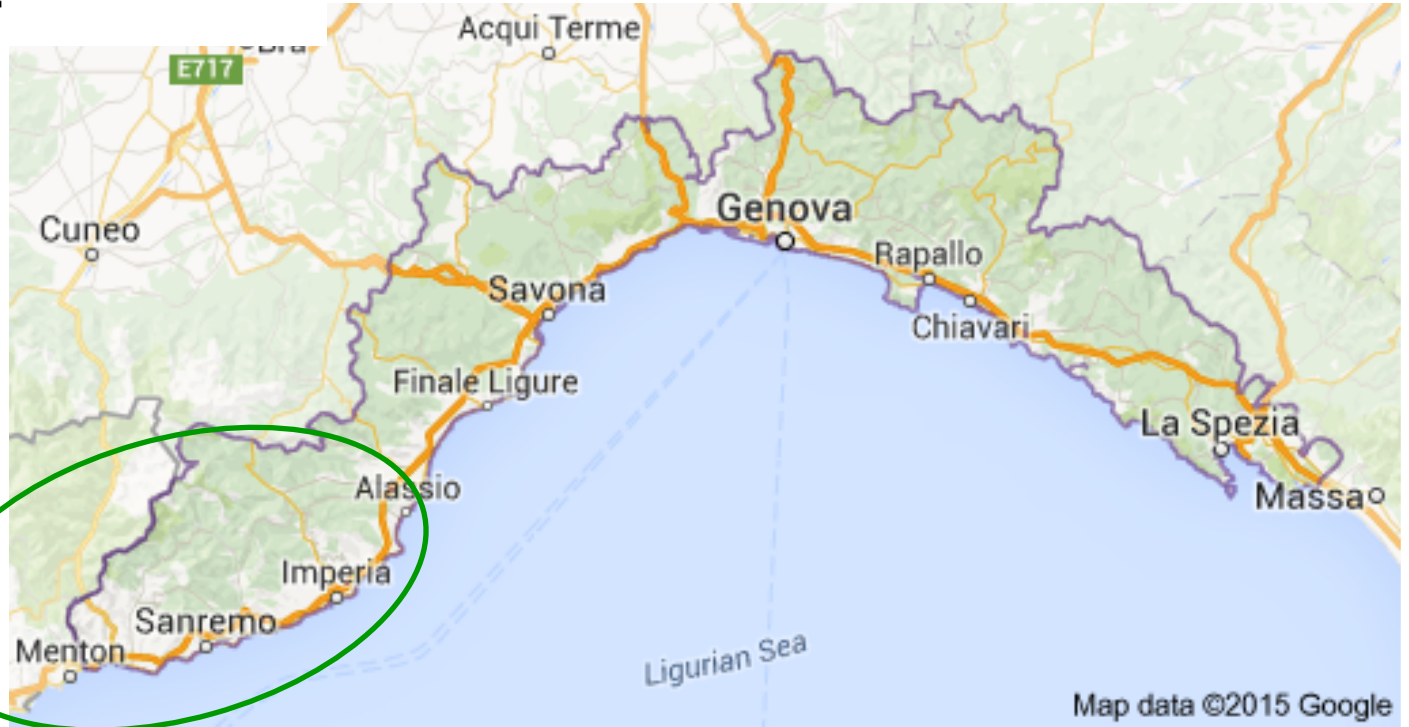 Acqui Terme
Bra
E717
Cuneo
Genova
Rapallo
Savona
Chiavari
Finale Ligure
La Spezia
Alassio
Massa
Imperia
Sanremo
Menton
Ligurian Sea
Map data ©2015 Google